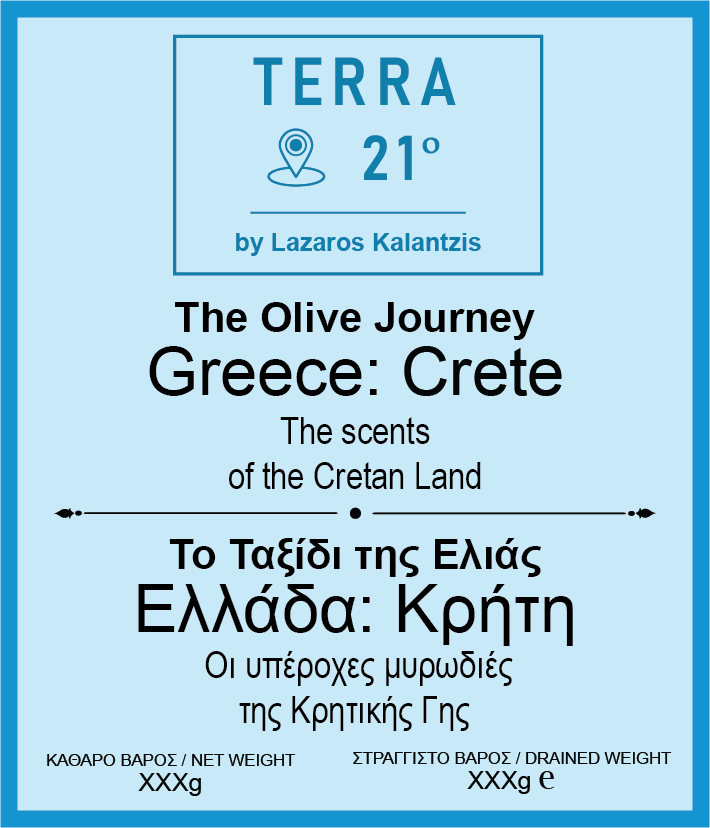 TERRA
21º
by Lazaros Kalantzis
The Olive Journey
Greece: Crete
The scents
of the Cretan Land
Το Ταξίδι της Ελιάς
Ελλάδα: Κρήτη
Οι υπέροχες μυρωδιές
της Κρητικής Γης
ΚΑΘΑΡΟ ΒΑΡΟΣ / NET WEIGHT
XXXg
ΣΤΡΑΓΓΙΣΤΟ ΒΑΡΟΣ / DRAINED WEIGHT
XXXg ℮